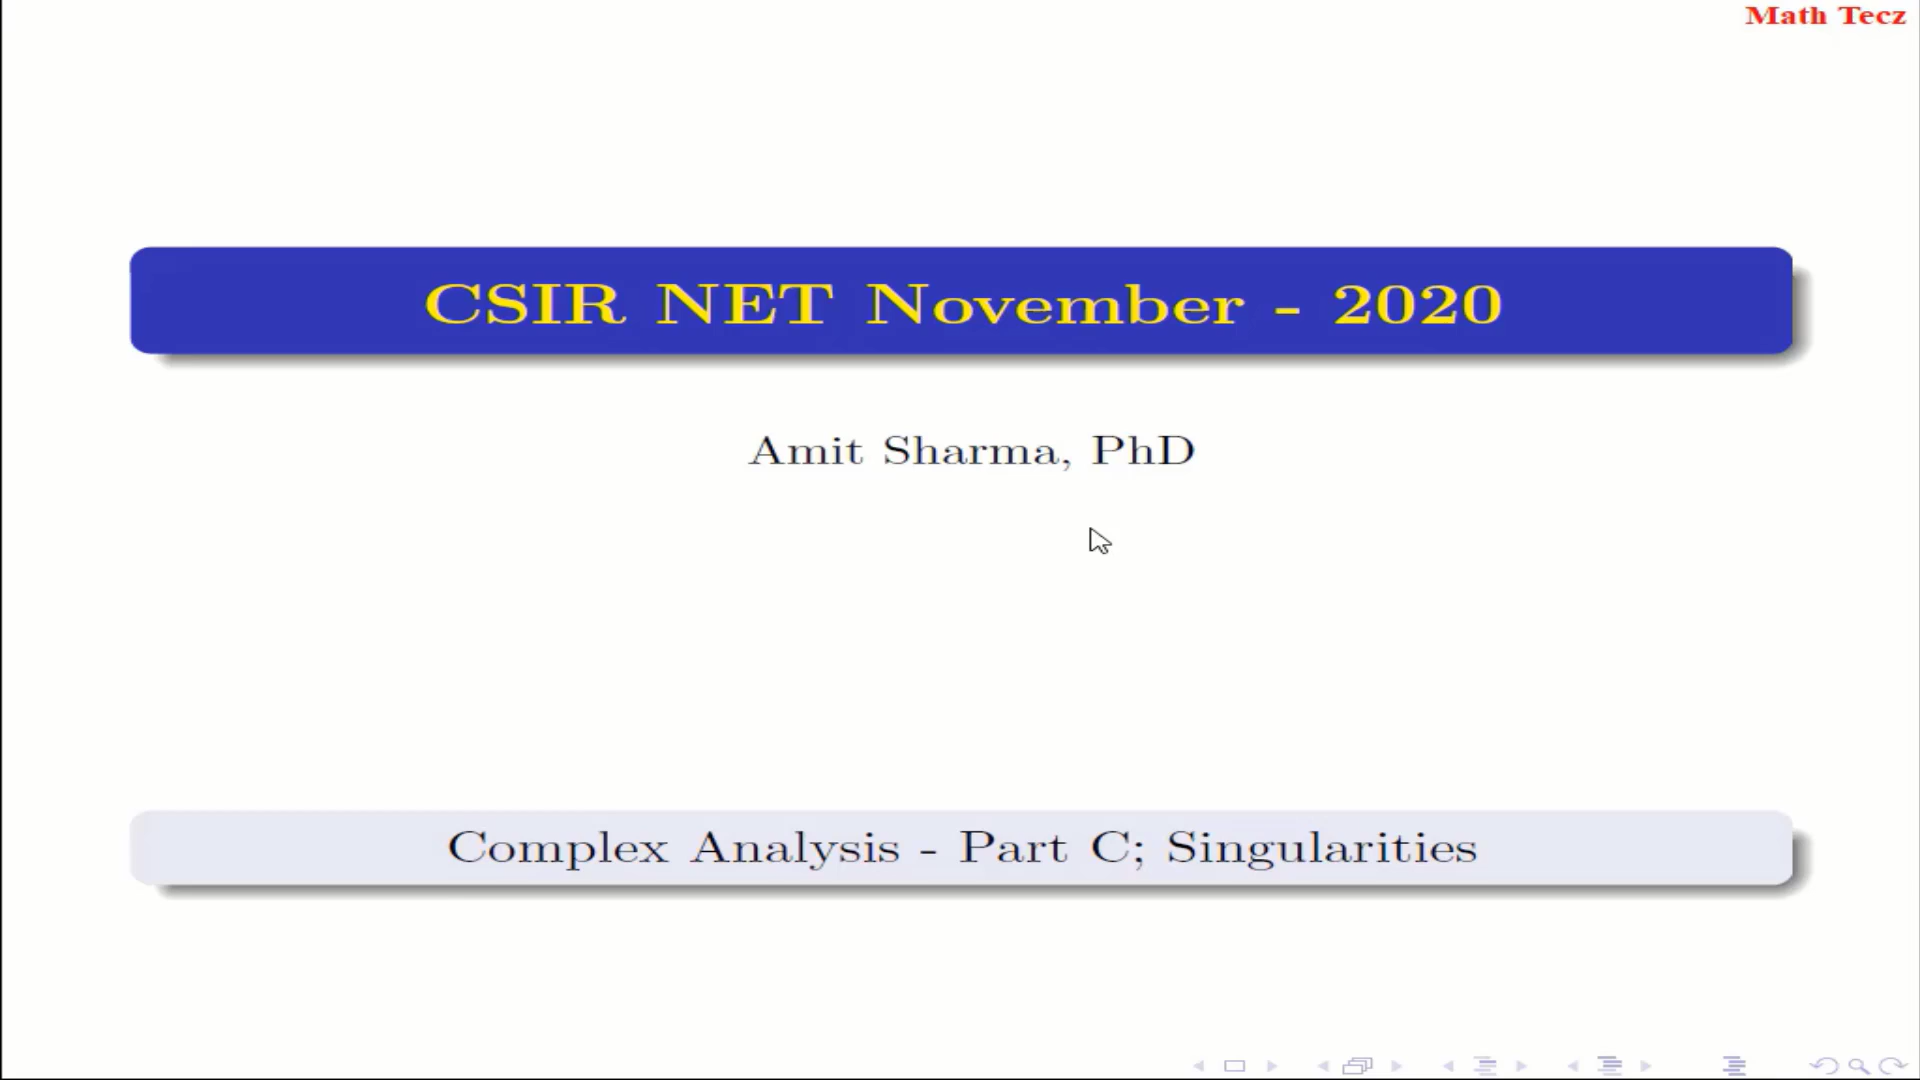 Math Tecz
CSIR NET November - 2020
Amit Sharma, PhD
Complex Analysis - Part C; Singularities